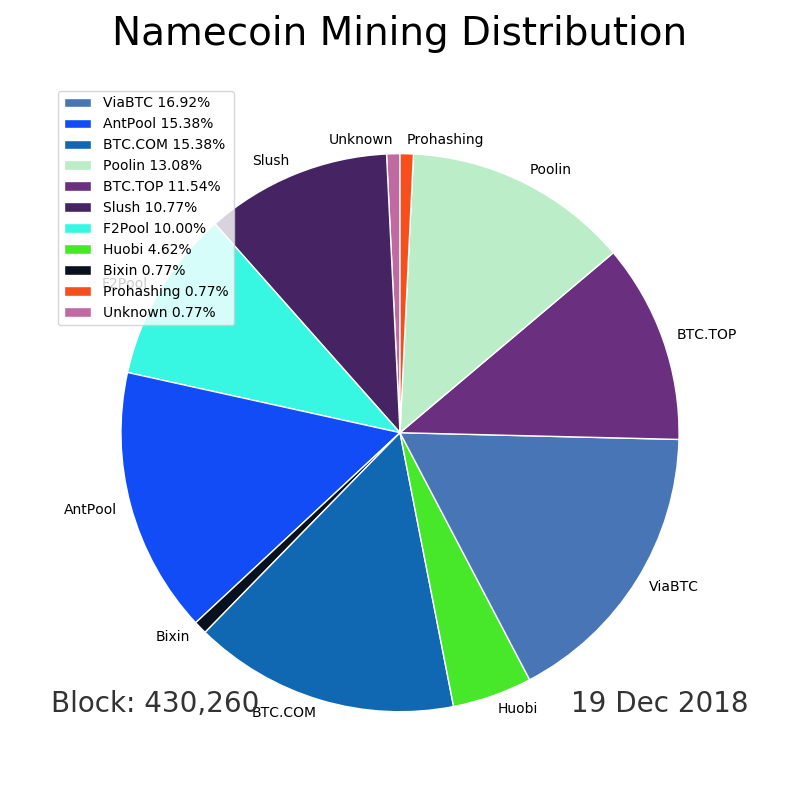 Namecoin Mining Distribution
ViaBTC 16.92%
AntPool 15.38%
BTC.COM 15.38%
Poolin 13.08%
BTC.TOP 11.54%
Slush 10.77%
F2Pool 10.00%
Huobi 4.62%
Bixin 0.77%
Prohashing 0.77%
Unknown 0.77%
Unknown
Prohashing
Slush
Poolin
F2Pool
BTC.TOP
AntPool
ViaBTC
Bixin
Block: 430,260
BTC.COM
Huobi
19 Dec 2018